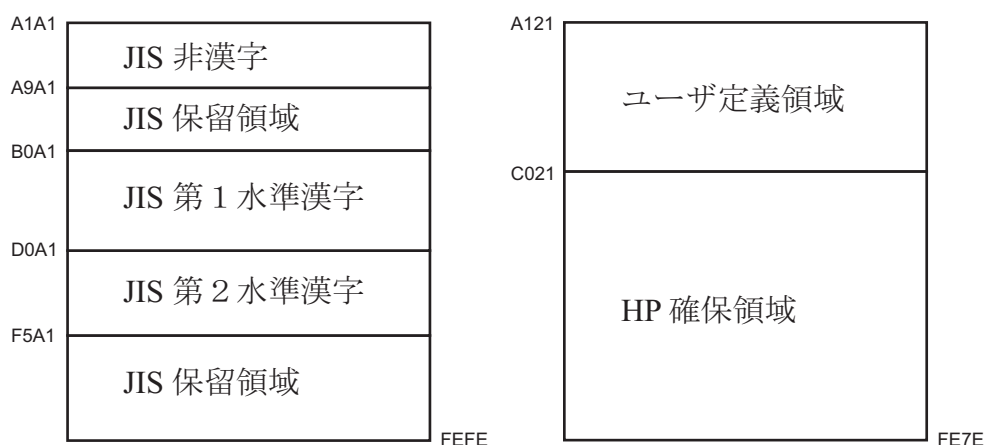 A1A1
JIS 非漢字
A9A1
JIS 保留領域
B0A1
JIS 第１水準漢字
D0A1
JIS 第２水準漢字
F5A1
JIS 保留領域
FEFE
A121
ユーザ定義領域
C021
HP 確保領域
FE7E